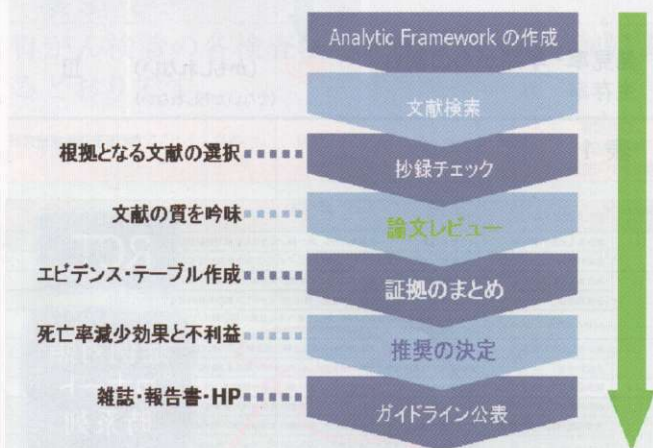 Analytic Framework の作成
文献検索
根拠となる文献の選択
抄録チェック
文献の質を吟味
論文レビュー
エビデンス・テーブル作成
証拠のまとめ
死亡率減少効果と不利益
推奨の決定
雑誌・報告書・HP
ガイドライン公表